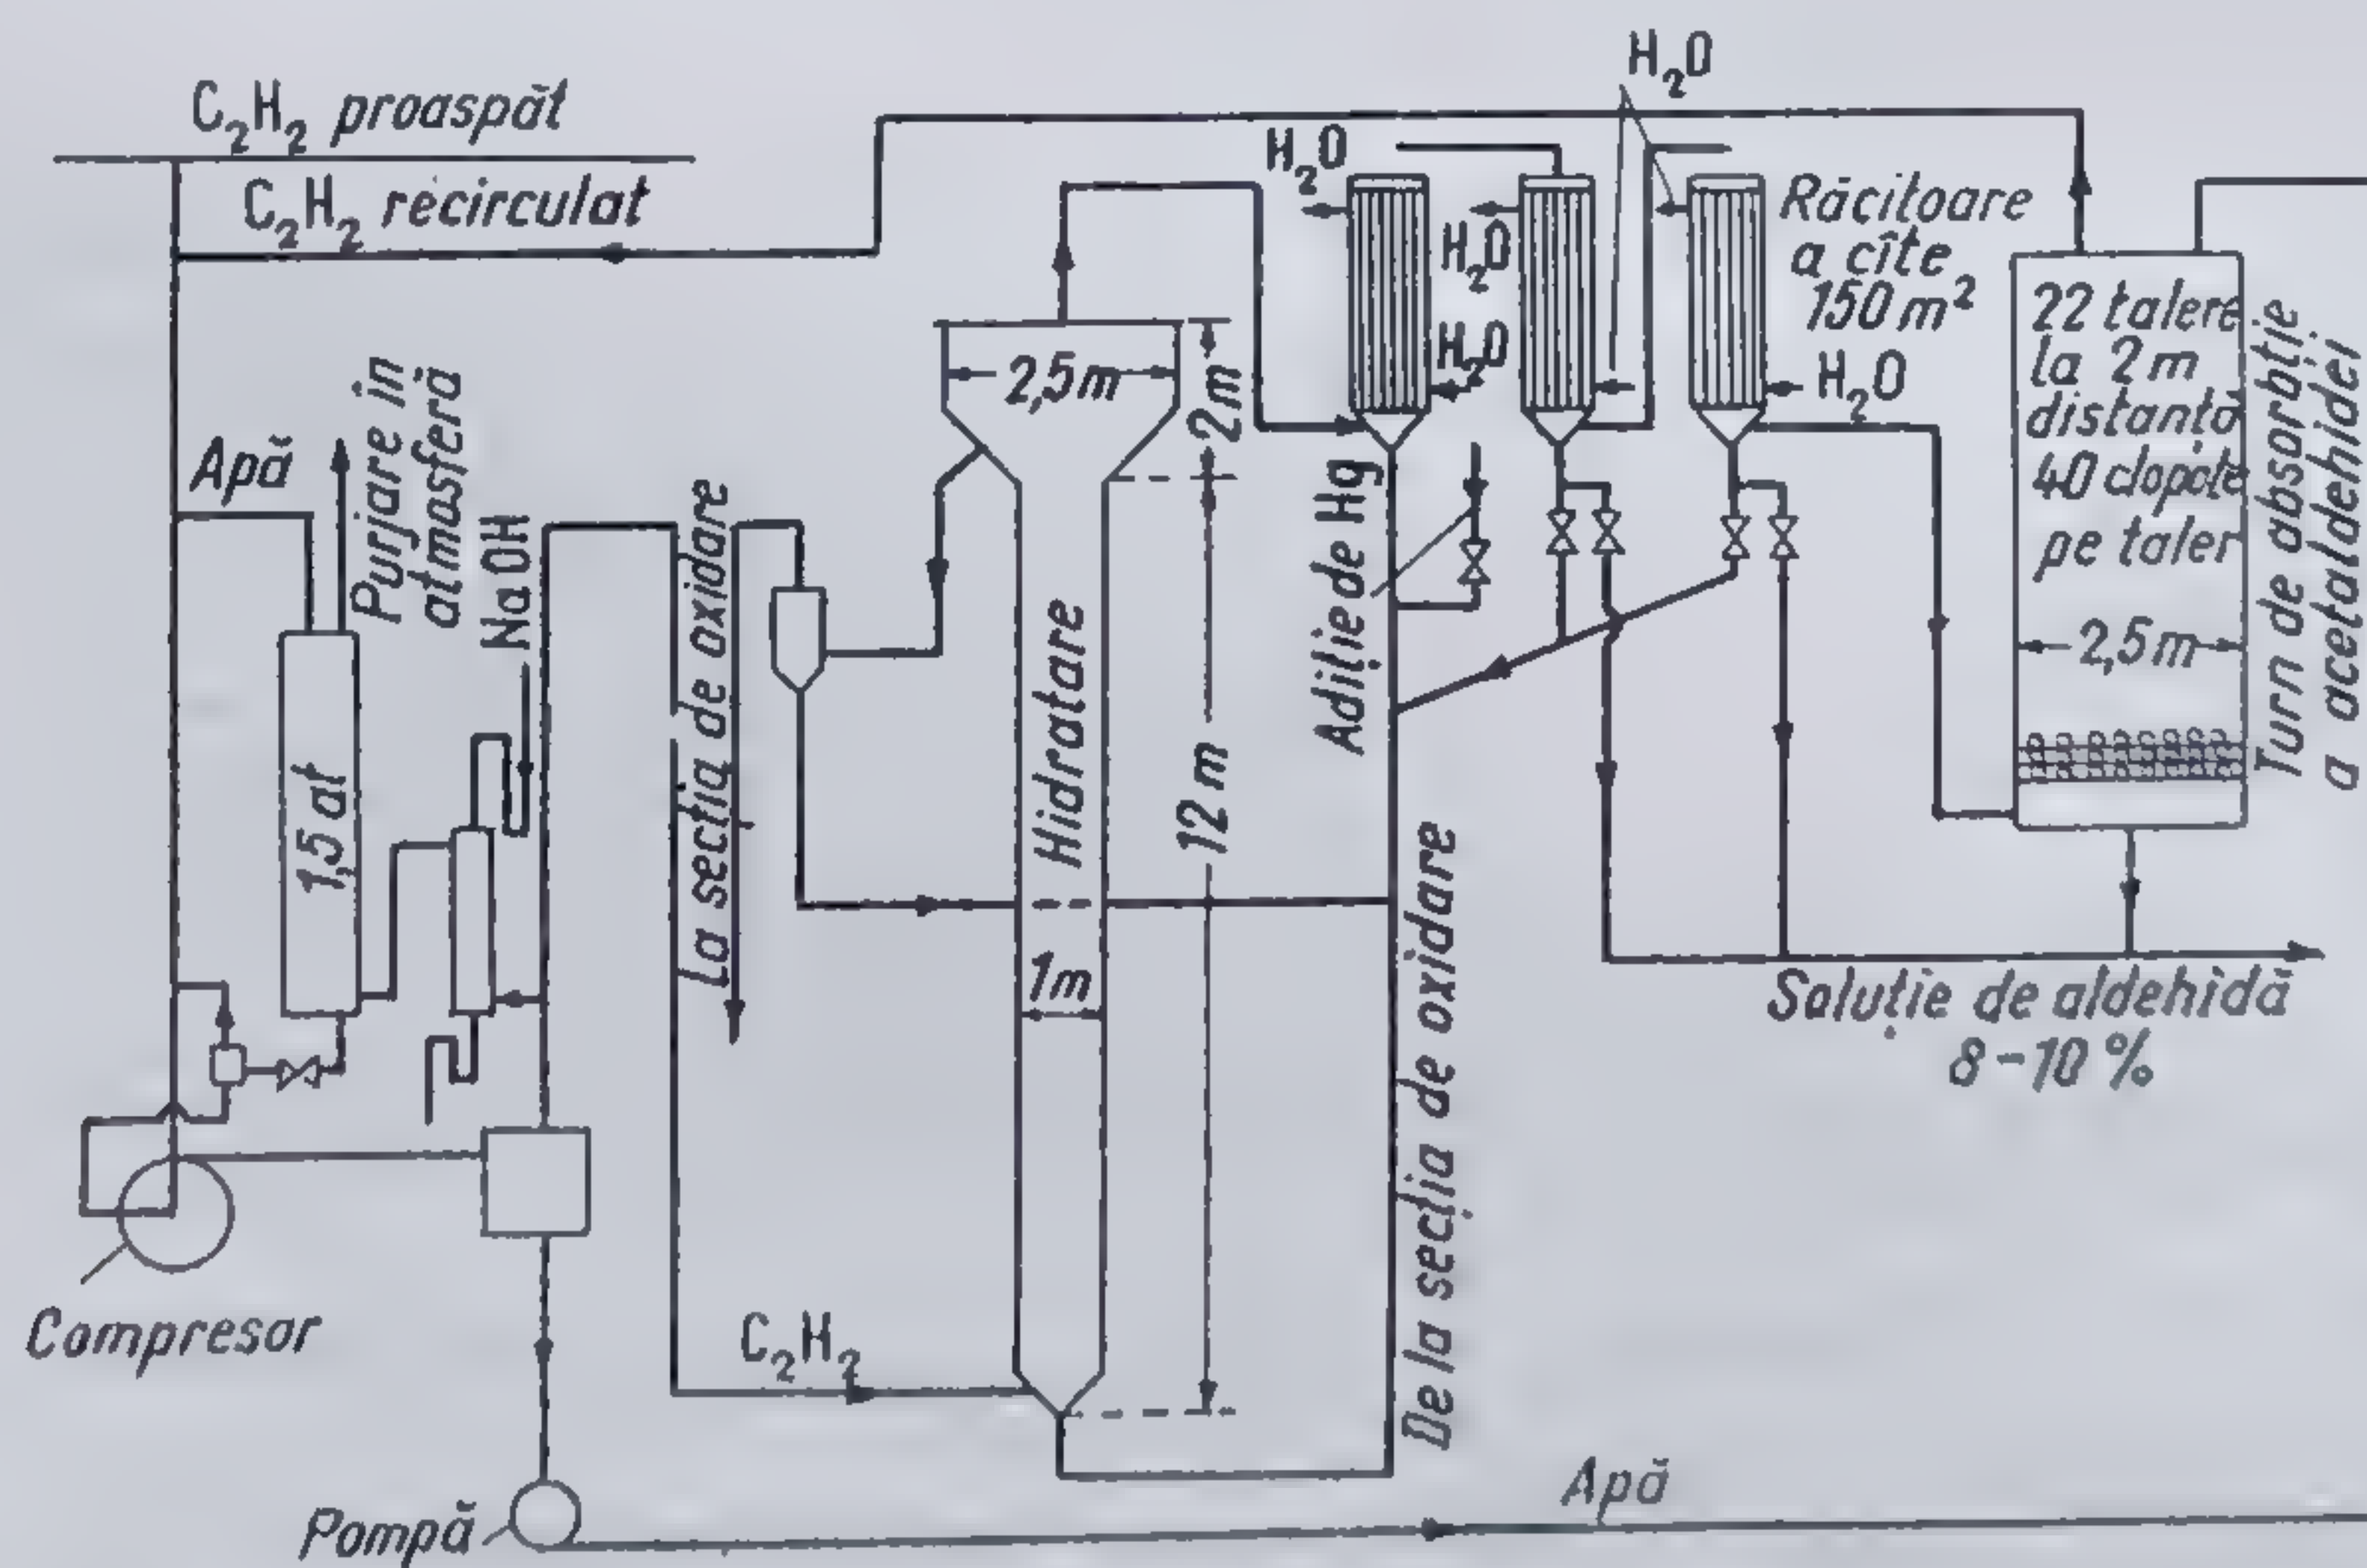 C₂H₂ proaspăt
C₂H₂ recirculat
Apă
Purjare în
atmosferă
NaOH
1,5 at
Compresor
Pompă
La secția de oxidare
C₂H₂
2,5 m
2 m
Hidratare
12 m
1 m
H₂O
H₂O
H₂O
H₂O
H₂O
Răcitoare
a cîte
150 m²
Adiție de Hg
De la secția de oxidare
22 talere
la 2 m
distanță
40 clopote
pe taler
2,5 m
Turn de absorbție
a acetaldehidei
Soluție de aldehidă
8-10 %
Apă